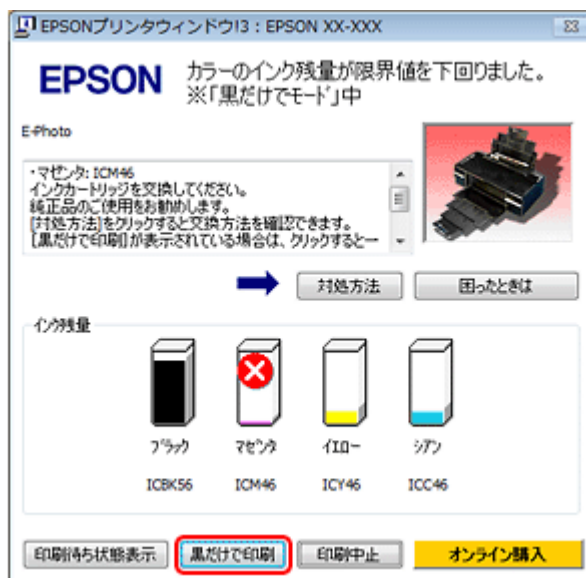 EPSONプリンタウィンドウ!3 : EPSON XX-XXX
EPSON
カラーのインク残量が限界値を下回りました。
※「黒だけでモード」中
E-Photo
・マゼンタ: ICM46
インクカートリッジを交換してください。
純正品のご使用をお勧めします。
[対処方法]をクリックすると交換方法を確認できます。
[黒だけで印刷]が表示されている場合は、クリックすると一
対処方法
困ったときは
インク残量
ブラック
マゼンタ
イエロー
シアン
ICBK56
ICM46
ICY46
ICC46
印刷待ち状態表示
黒だけで印刷
印刷中止
オンライン購入